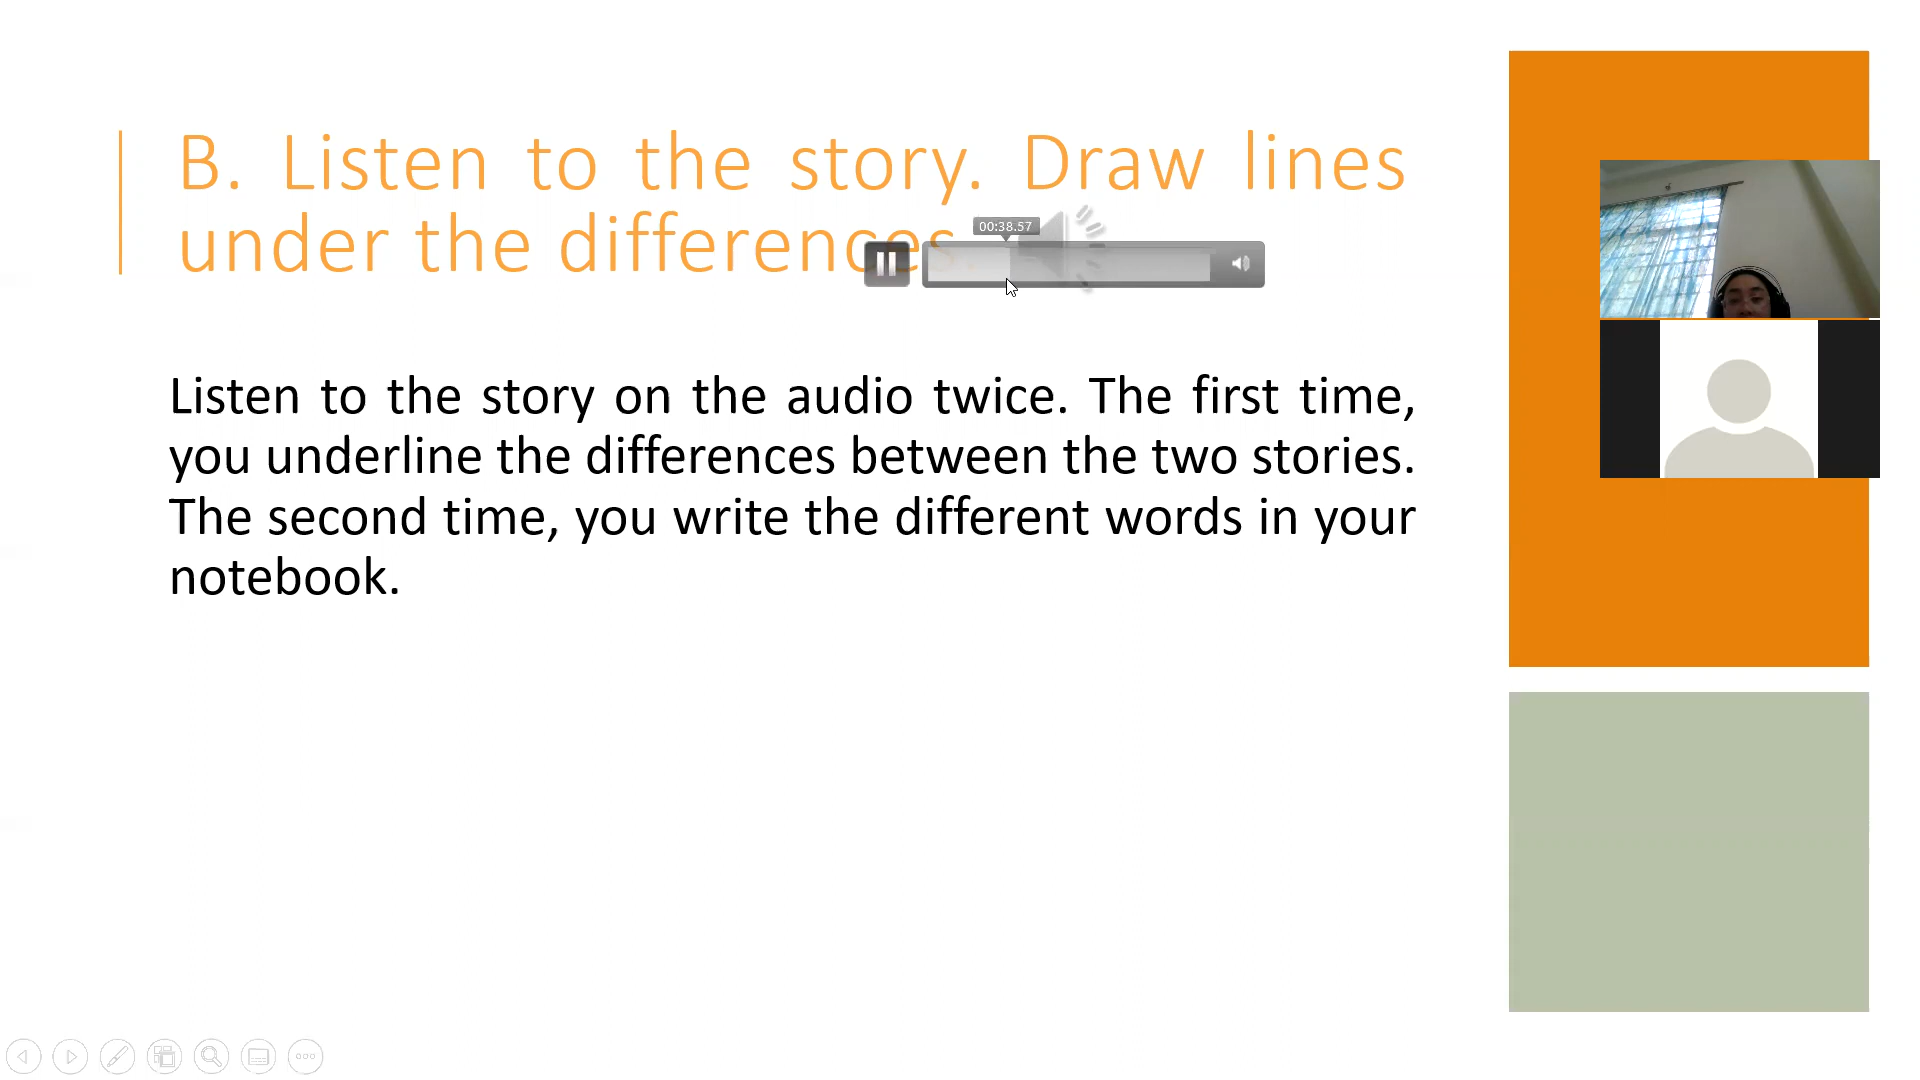 B. Listen to the story. Draw lines
under the differences.
00:38.57
Listen to the story on the audio twice. The first time,
you underline the differences between the two stories.
The second time, you write the different words in your
notebook.